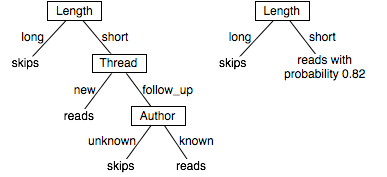 Length
Length
long
short
long
short
skips
Thread
skips
reads with
probability 0.82
new
follow_up
reads
Author
unknown
known
skips
reads